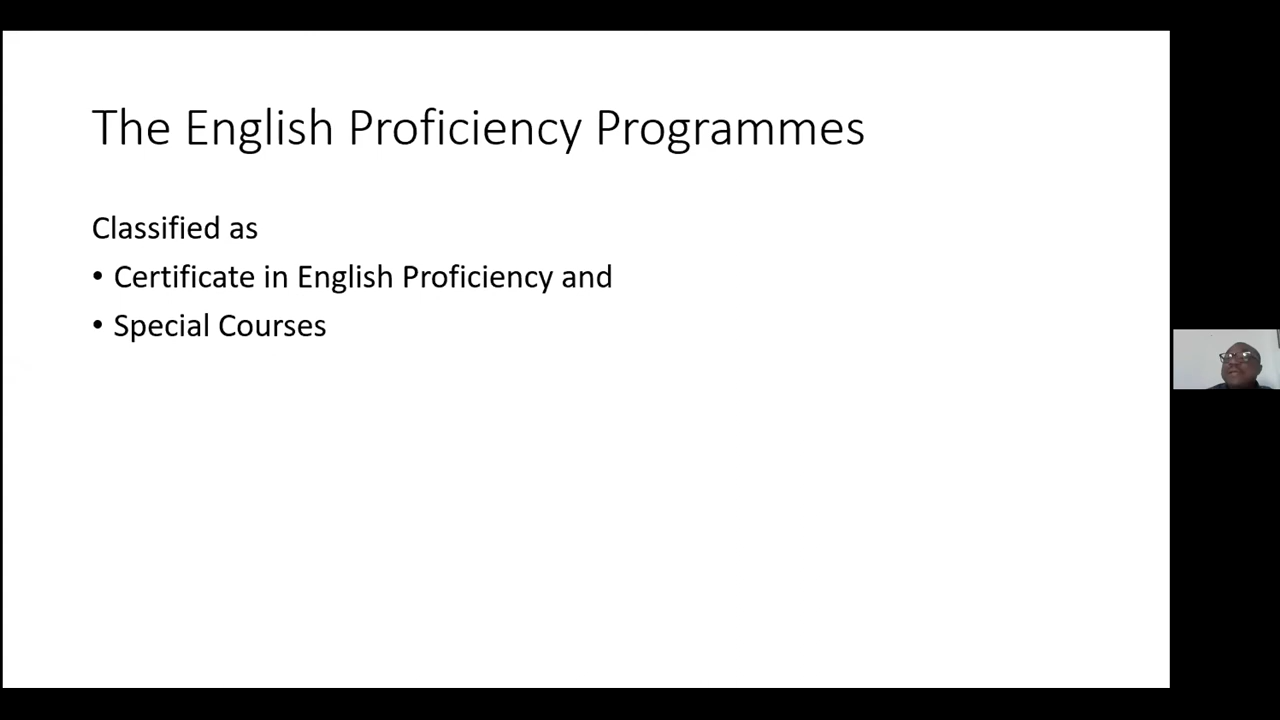 The English Proficiency Programmes
Classified as
• Certificate in English Proficiency and
• Special Courses